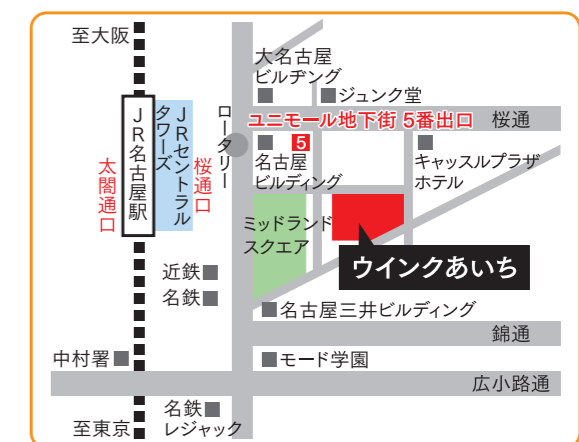 至大阪
大名古屋
ビルヂング
ジュンク堂
ユニモール地下街 5番出口
桜通
5
名古屋
ビルディング
キャッスルプラザ
ホテル
ロータリー
JRセントラル
タワーズ
JR名古屋駅
桜通口
太閤通口
ミッドランド
スクエア
ウインクあいち
近鉄
名鉄
名古屋三井ビルディング
錦通
中村署
モード学園
広小路通
名鉄
レジャック
至東京